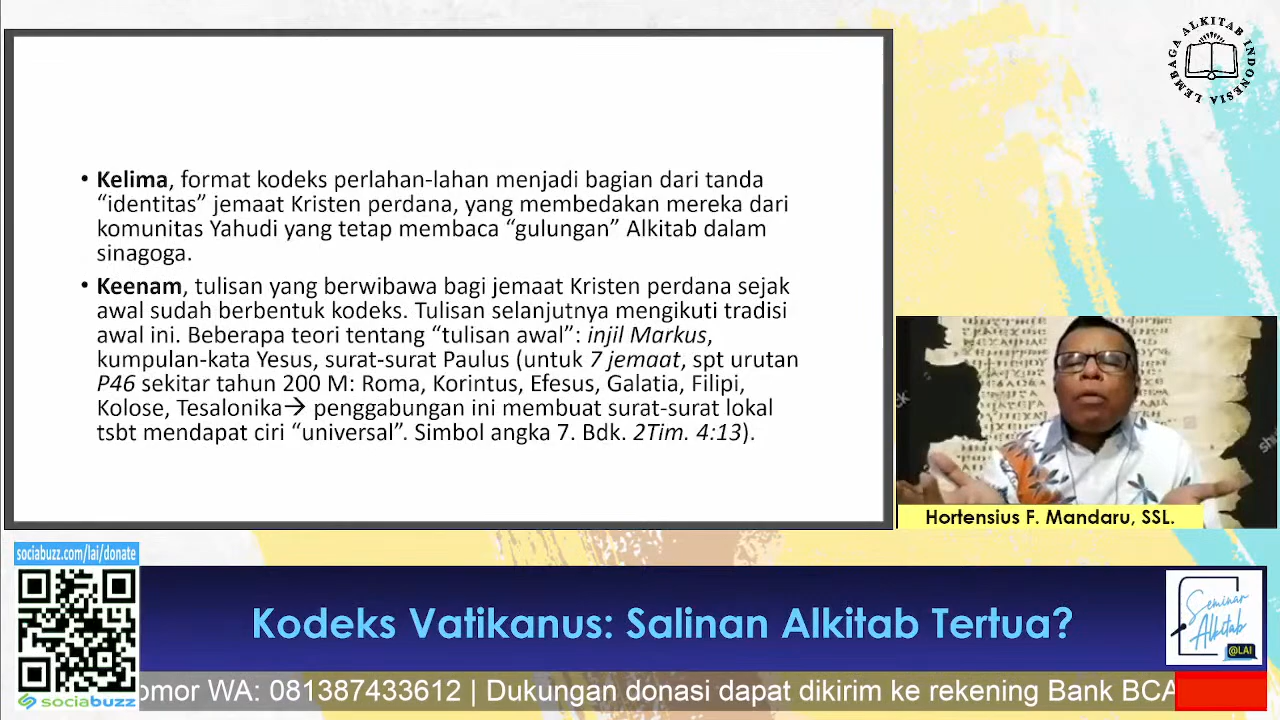 LEMBAGA ALKITAB INDONESIA
• Kelima, format kodeks perlahan-lahan menjadi bagian dari tanda
“identitas” jemaat Kristen perdana, yang membedakan mereka dari
komunitas Yahudi yang tetap membaca “gulungan” Alkitab dalam
sinagoga.
• Keenam, tulisan yang berwibawa bagi jemaat Kristen perdana sejak
awal sudah berbentuk kodeks. Tulisan selanjutnya mengikuti tradisi
awal ini. Beberapa teori tentang “tulisan awal”: injil Markus,
kumpulan-kata Yesus, surat-surat Paulus (untuk 7 jemaat, spt urutan
P46 sekitar tahun 200 M: Roma, Korintus, Efesus, Galatia, Filipi,
Kolose, Tesalonika→ penggabungan ini membuat surat-surat lokal
tsbt mendapat ciri “universal”. Simbol angka 7. Bdk. 2Tim. 4:13).
Hortensius F. Mandaru, SSL.
sociabuzz.com/lai/donate
sociabuzz
Kodeks Vatikanus: Salinan Alkitab Tertua?
Seminar
Alkitab
@LAI
omor WA: 081387433612 | Dukungan donasi dapat dikirim ke rekening Bank BCA